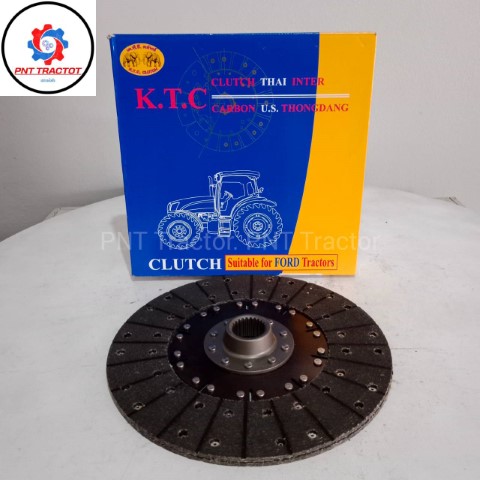 PNT TRACTOT
CLUTCH THAI INTER
K.T.C
CARBON U.S. THONGDANG
PNT Tractor. PNT Tractor
CLUTCH
Suitable for FORD Tractors